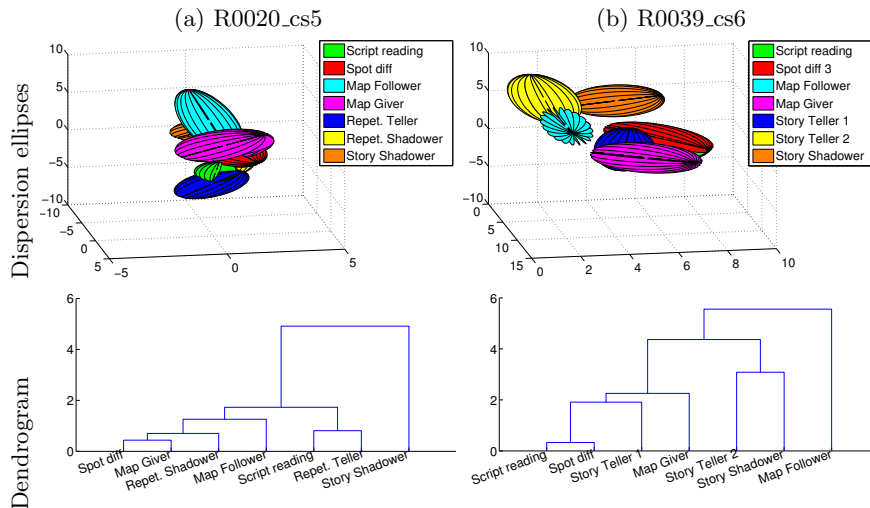 (a) R0020_cs5
(b) R0039_cs6
Dispersion ellipses
10
5
0
−5
−10
−10
−5
0
5
−5
0
5
Script reading
Spot diff
Map Follower
Map Giver
Repet. Teller
Repet. Shadower
Story Shadower
10
5
0
−5
−10
0
5
10
15
0
2
4
6
8
10
Script reading
Spot diff 3
Map Follower
Map Giver
Story Teller 1
Story Teller 2
Story Shadower
Dendrogram
6
4
2
0
Spot diff
Map Giver
Repet. Shadower
Map Follower
Script reading
Repet. Teller
Story Shadower
6
4
2
0
Script reading
Spot diff
Story Teller 1
Map Giver
Story Teller 2
Story Shadower
Map Follower